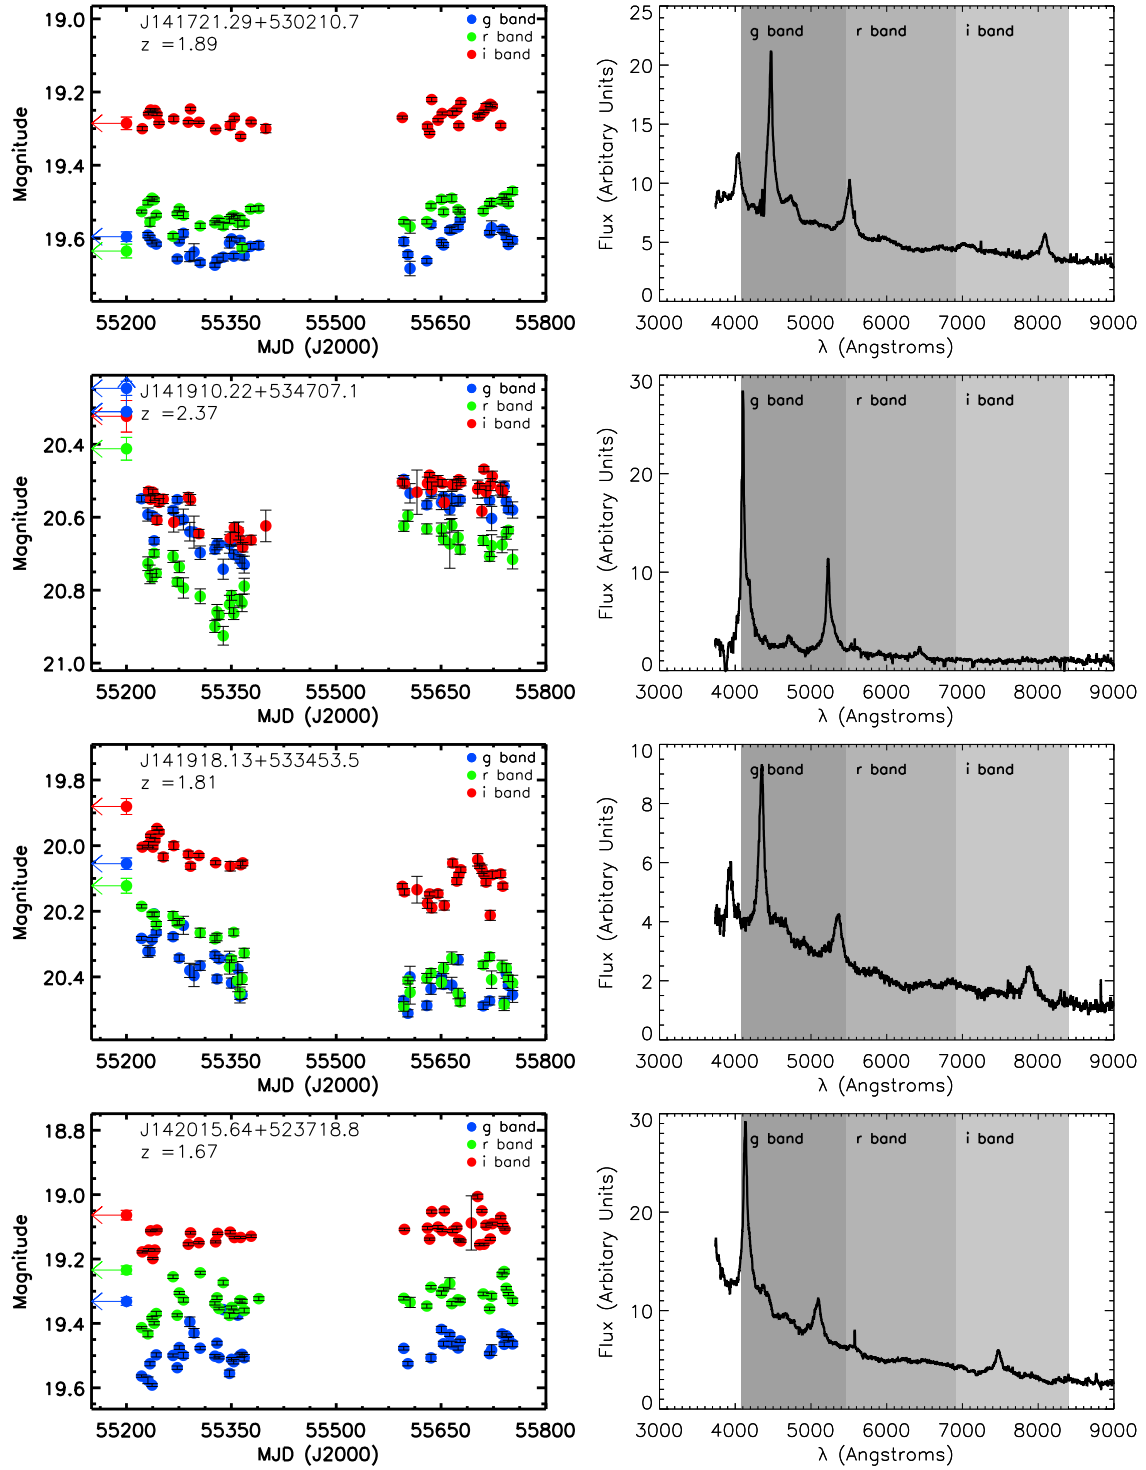 J141721.29+530210.7
z =1.89
g band
r band
i band
19.0
19.2
19.4
19.6
Magnitude
55200 55350 55500 55650 55800
MJD (J2000)
g band r band i band
25
20
15
10
5
0
Flux (Arbitary Units)
3000 4000 5000 6000 7000 8000 9000
λ (Angstroms)
J141910.22+534707.1
z =2.37
g band
r band
i band
20.4
20.6
20.8
21.0
Magnitude
55200 55350 55500 55650 55800
MJD (J2000)
g band r band i band
30
20
10
0
Flux (Arbitary Units)
3000 4000 5000 6000 7000 8000 9000
λ (Angstroms)
J141918.13+533453.5
z =1.81
g band
r band
i band
19.8
20.0
20.2
20.4
Magnitude
55200 55350 55500 55650 55800
MJD (J2000)
g band r band i band
10
8
6
4
2
0
Flux (Arbitary Units)
3000 4000 5000 6000 7000 8000 9000
λ (Angstroms)
J142015.64+523718.8
z =1.67
g band
r band
i band
18.8
19.0
19.2
19.4
19.6
Magnitude
55200 55350 55500 55650 55800
MJD (J2000)
g band r band i band
30
20
10
0
Flux (Arbitary Units)
3000 4000 5000 6000 7000 8000 9000
λ (Angstroms)